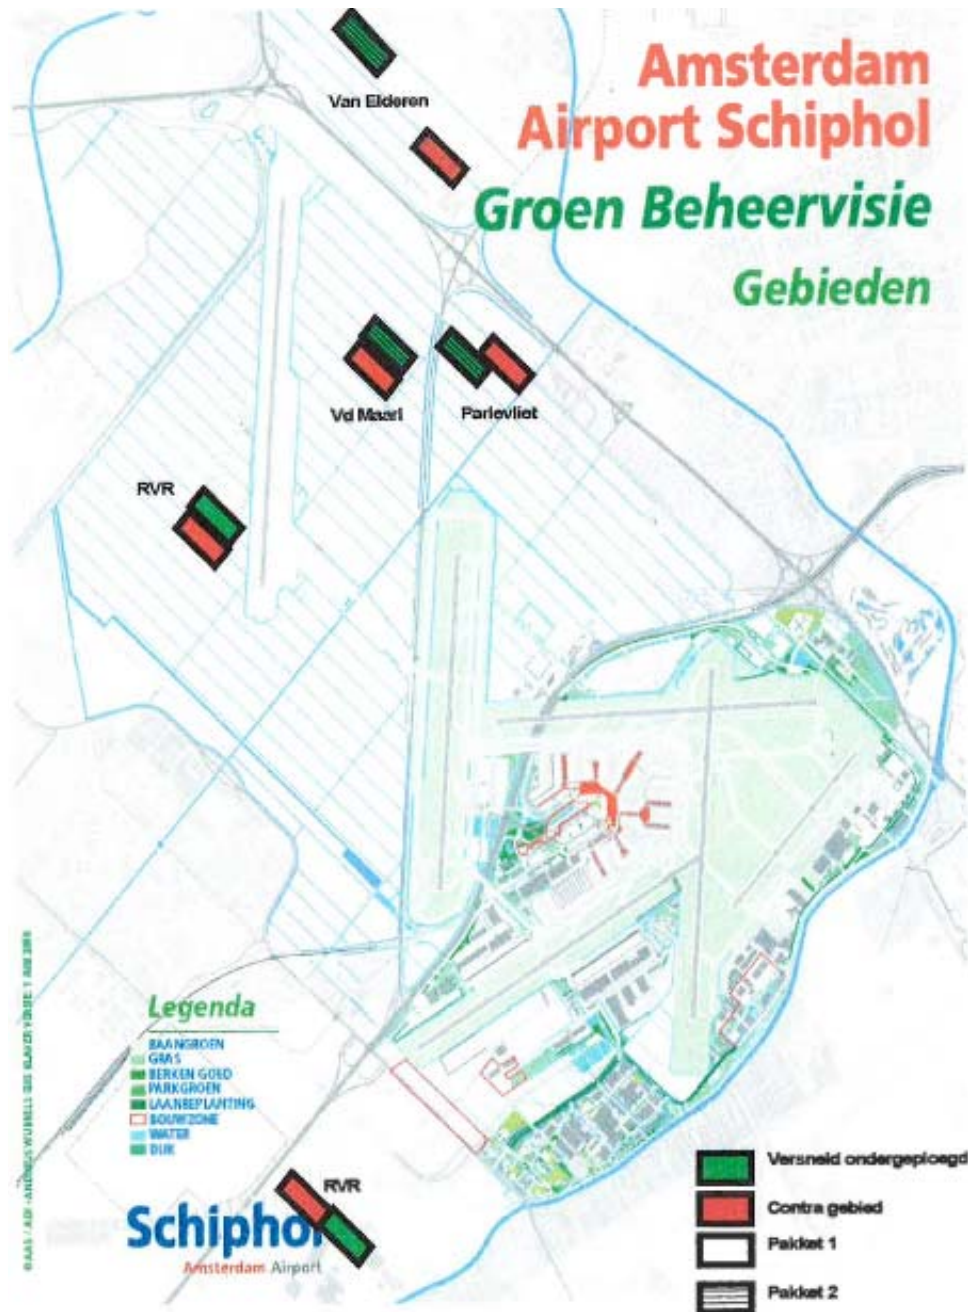 Amsterdam
Airport Schiphol
Groen Beheervisie
Gebieden
Van Elderen
Vd Maarl
Parlevliet
RVR
Legenda
BAANGROEN
GRAS
BERKEN GOED
PARKGROEN
LAANBEPLANTING
BOUWZONE
WATER
DIJK
RVR
Schiphol
Amsterdam Airport
Versneld ondergeploegd
Contra gebied
Pakket 1
Pakket 2